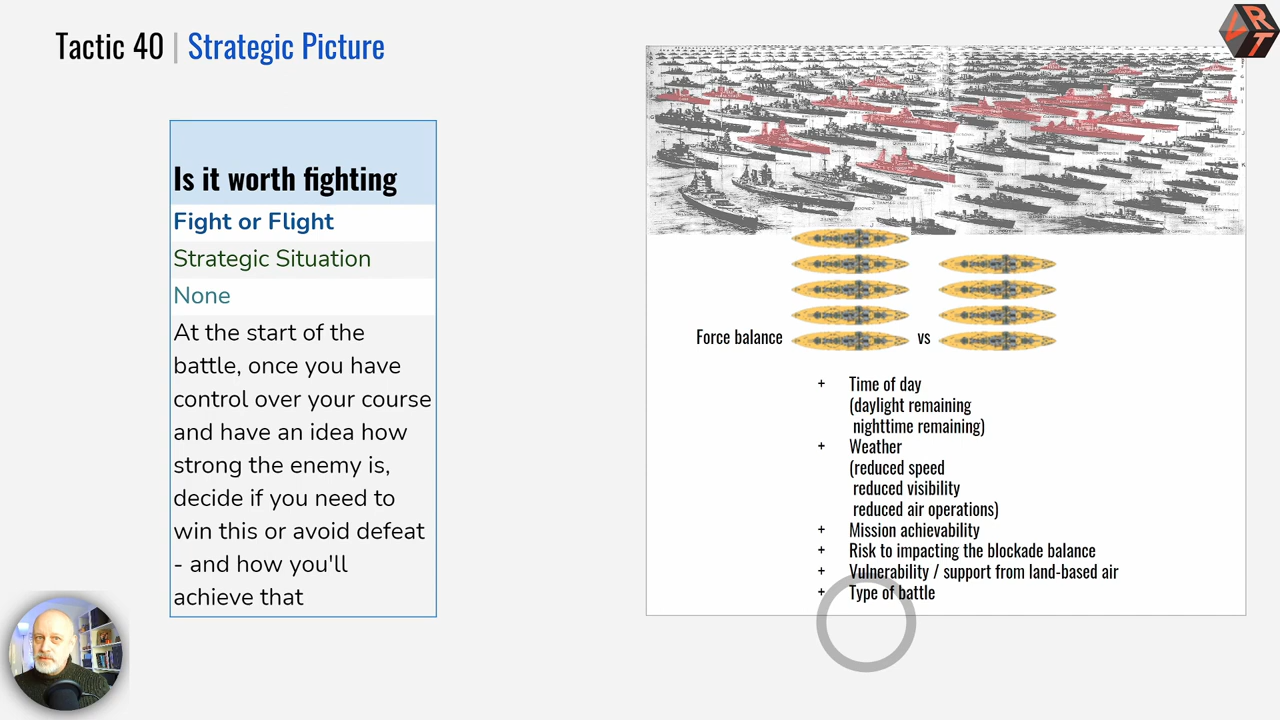 Tactic 40 | Strategic Picture
Is it worth fighting
Fight or Flight
Strategic Situation
None
At the start of the
battle, once you have
control over your course
and have an idea how
strong the enemy is,
decide if you need to
win this or avoid defeat
- and how you'll
achieve that
RT
Force balance
vs
+ Time of day
(daylight remaining
nighttime remaining)
+ Weather
(reduced speed
reduced visibility
reduced air operations)
+ Mission achievability
+ Risk to impacting the blockade balance
+ Vulnerability / support from land-based air
+ Type of battle